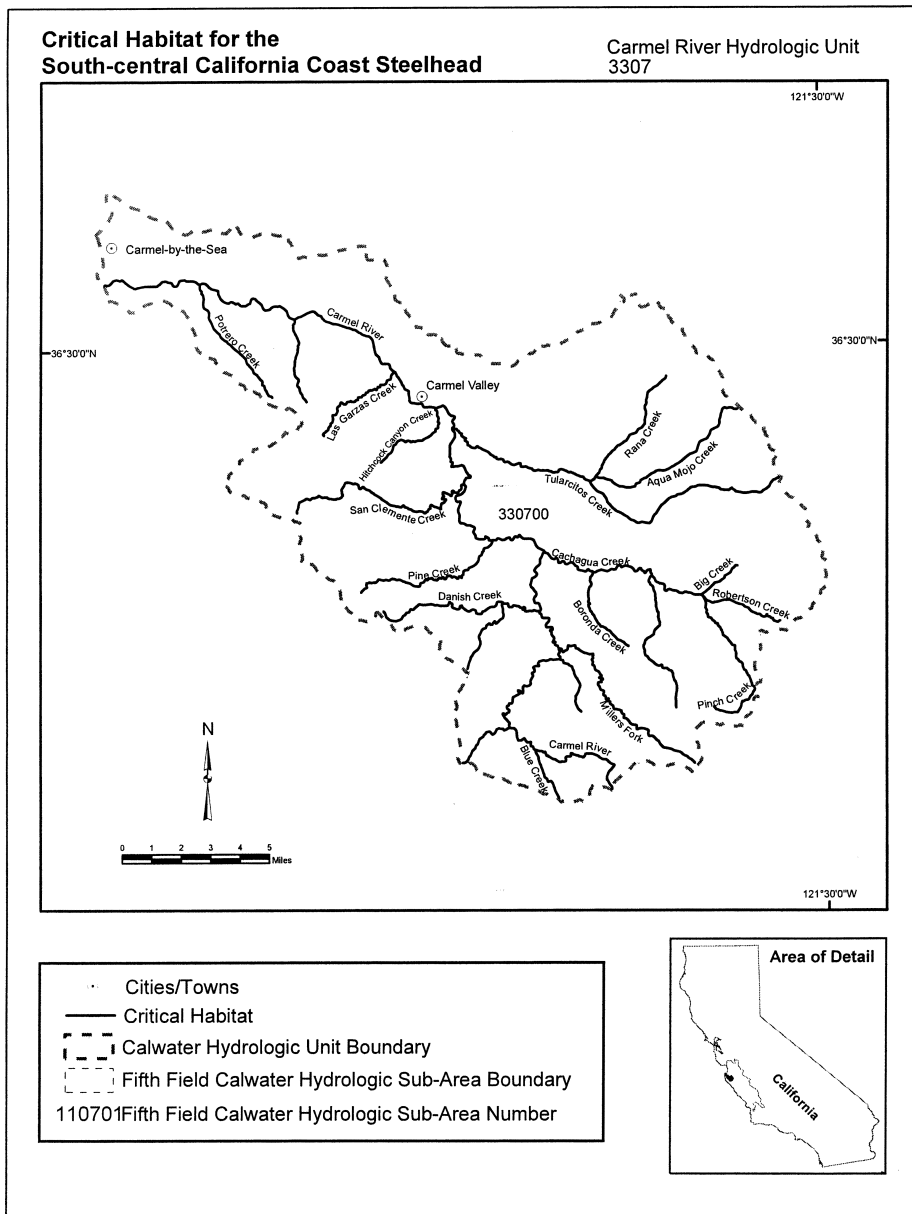 Critical Habitat for the
South-central California Coast Steelhead
Carmel River Hydrologic Unit
3307
121°30'0"W
Carmel-by-the-Sea
Potrero Creek
Carmel River
36°30'0"N
36°30'0"N
Carmel Valley
Las Garzas Creek
Hitchcock Canyon Creek
Rana Creek
Aqua Mojo Creek
Tularcitos Creek
San Clemente Creek
330700
Cachagua Creek
Pine Creek
Big Creek
Danish Creek
Robertson Creek
Boronda Creek
Pinch Creek
Millers Fork
Carmel River
Blue Creek
N
0 1 2 3 4 5
Miles
121°30'0"W
Cities/Towns
Critical Habitat
Calwater Hydrologic Unit Boundary
Fifth Field Calwater Hydrologic Sub-Area Boundary
110701Fifth Field Calwater Hydrologic Sub-Area Number
Area of Detail
California